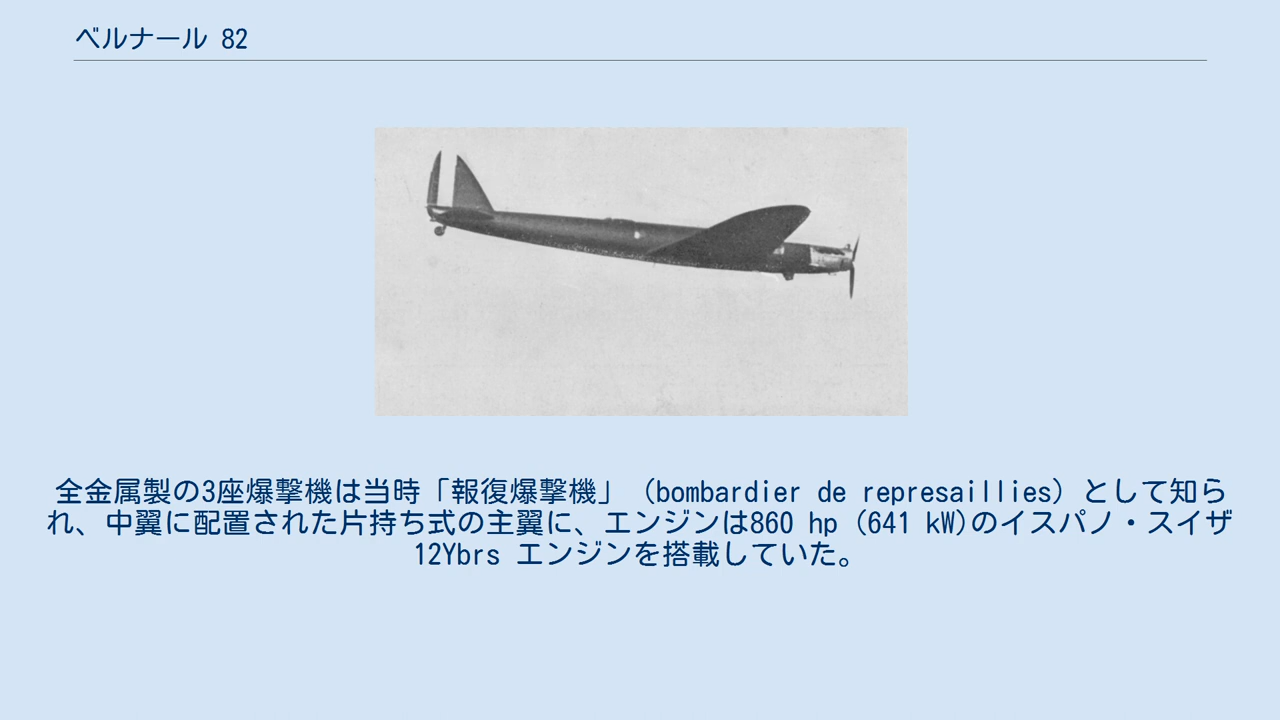 ベルナール 82
全金属製の3座爆撃機は当時「報復爆撃機」（bombardier de represaillies）として知ら
れ、中翼に配置された片持ち式の主翼に、エンジンは860 hp (641 kW)のイスパノ・スイザ
12Ybrs エンジンを搭載していた。